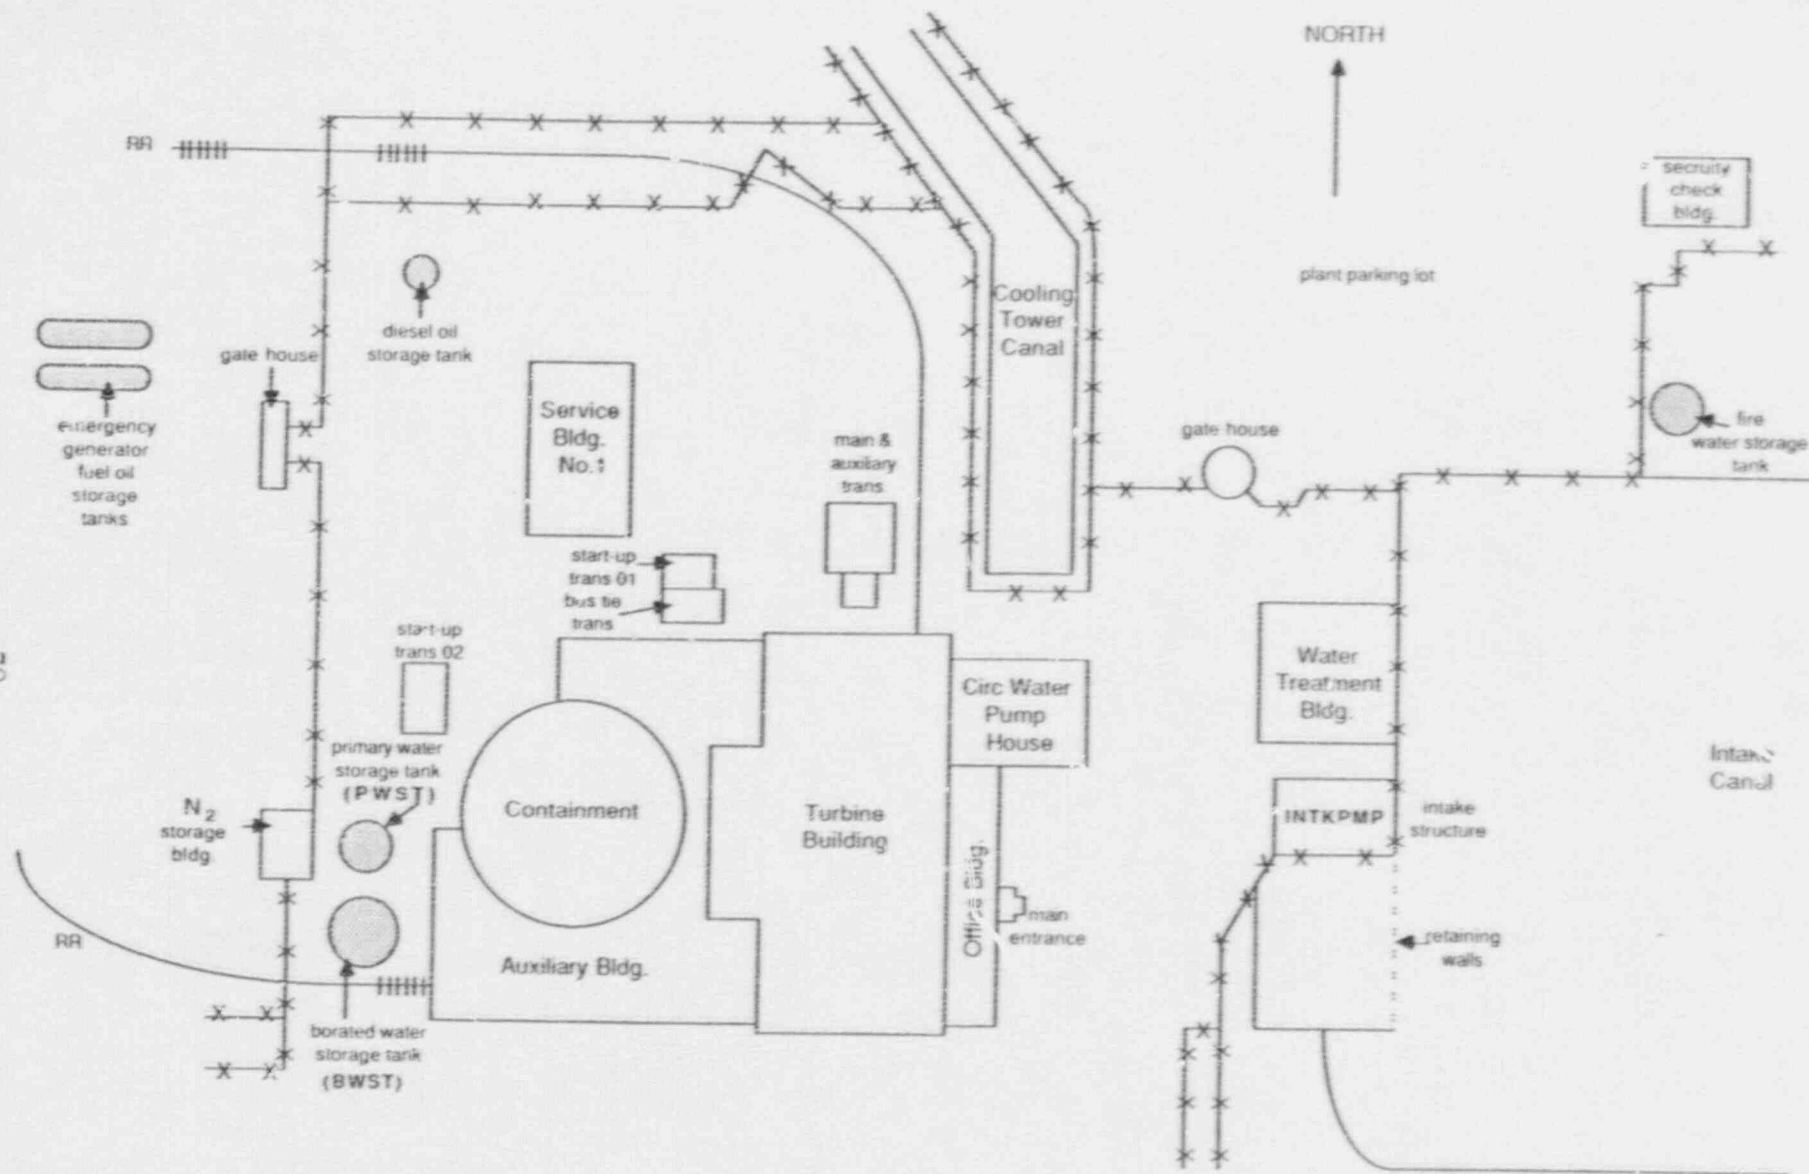 NORTH
RR
secruity
check
bldg.
plant parking lot
Cooling
Tower
Canal
diesel oil
storage tank
gate house
emergency
generator
fuel oil
storage
tanks
Service
Bldg.
No.1
main &
auxiliary
trans
gate house
fire
water storage
tank
start-up
trans 01
bus tie
trans
start-up
trans 02
Circ Water
Pump
House
Water
Treatment
Bldg.
Intake
Canal
primary water
storage tank
(PWST)
N2
storage
bldg.
Containment
Turbine
Building
INTKPMP
intake
structure
Office Bldg.
main
entrance
RR
retaining
walls
Auxiliary Bldg.
borated water
storage tank
(BWST)